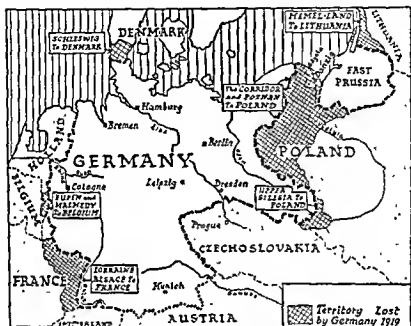 MEMEL-LAND
TO LITHUANIA
LITHUANIA
SCHLESWIG
TO DENMARK
DENMARK
The CORRIDOR
and POSNAN
To POLAND
EAST
PRUSSIA
Hamburg
Bremen
Elbe
Berlin
HOLLAND
GERMANY
POLAND
Cologne
Leipzig
Dresden
BELGIUM
EUPEN and
MALMEDY
To BELGIUM
UPPER
SILESIA TO
POLAND
Prague
CZECHOSLOVAKIA
FRANCE
LORRAINE
ALSACE TO
FRANCE
Munich
AUSTRIA
Territory Lost
by Germany 1919